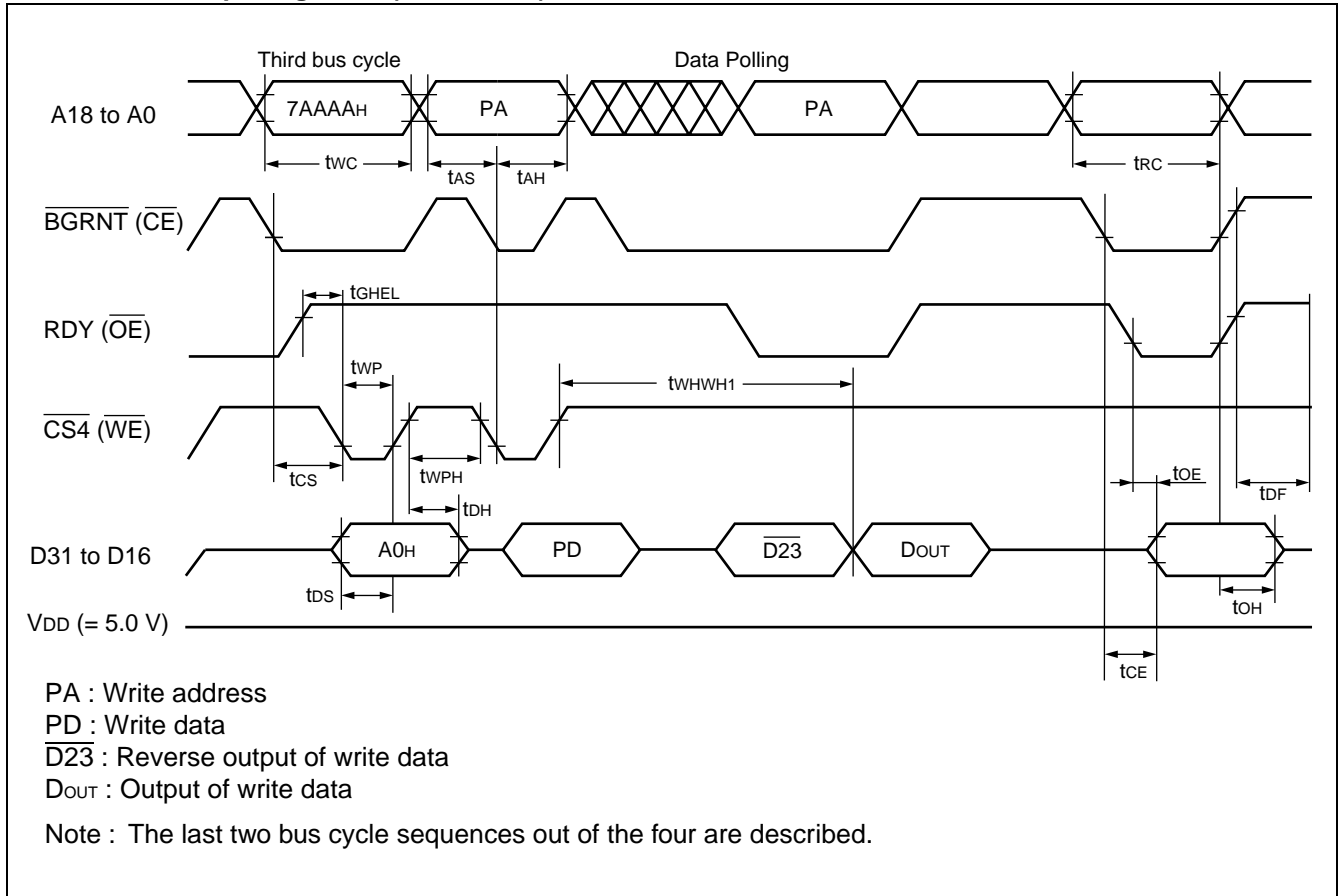 Third bus cycle Data Polling
A18 to A0 7AAAAH PA PA
tWC tAS tAH tRC
BGRNT (CE)
tGHEL
RDY (OE)
tWP tWHWH1
CS4 (WE)
tCS tWPH tOE tDF
tDH
D31 to D16 A0H PD D23 DOUT
tDS tOH
VDD (= 5.0 V)
tCE
PA : Write address
PD : Write data
D23 : Reverse output of write data
DOUT : Output of write data
Note : The last two bus cycle sequences out of the four are described.